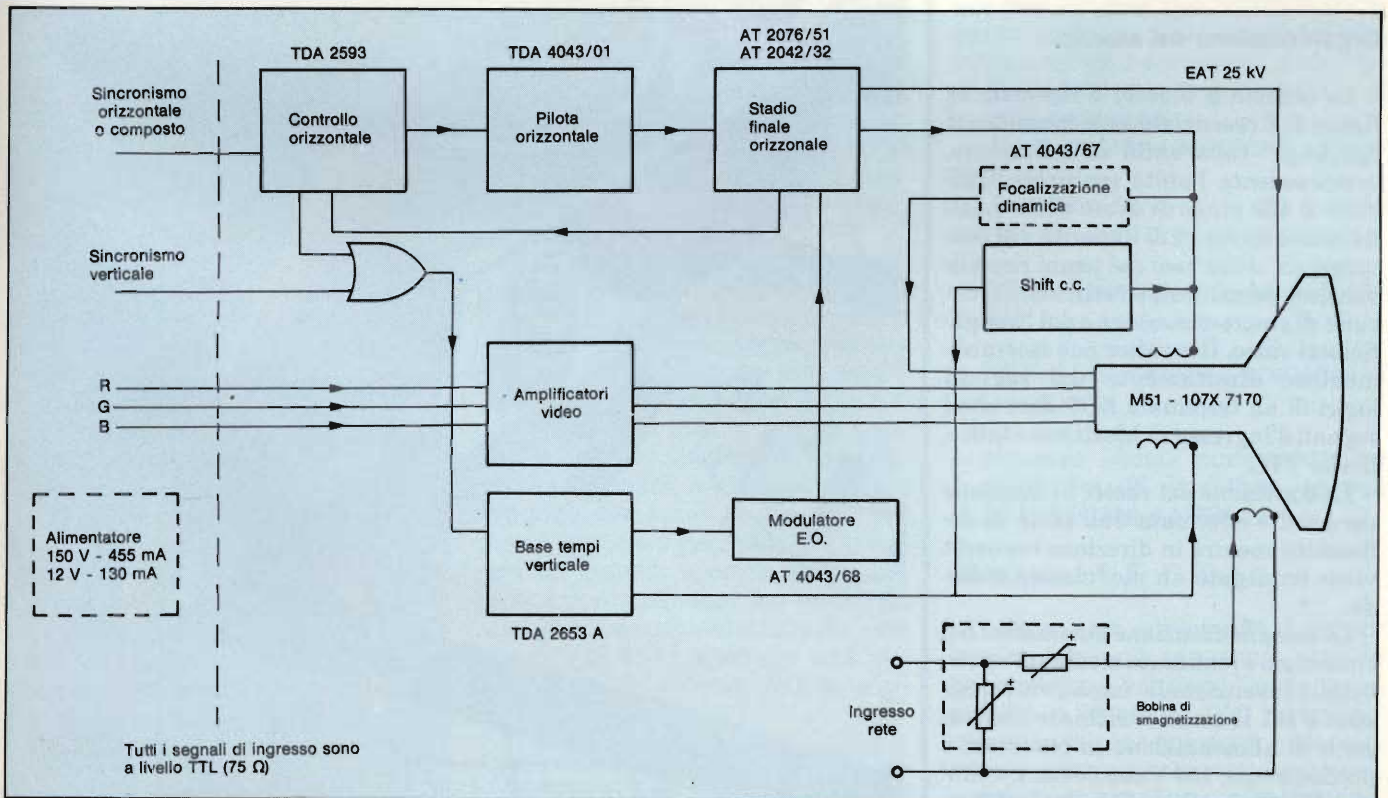 TDA 2593
TDA 4043/01
AT 2076/51
AT 2042/32
EAT 25 kV
Sincronismo
orizzontale
o composto
Controllo
orizzontale
Pilota
orizzontale
Stadio
finale
orizzonale
AT 4043/67
Focalizzazione
dinamica
Sincronismo
verticale
Shift c.c.
R
G
B
Amplificatori
video
M51 - 107X 7170
Alimentatore
150 V - 455 mA
12 V - 130 mA
Base tempi
verticale
Modulatore
E.O.
AT 4043/68
TDA 2653 A
Ingresso
rete
Bobina di
smagnetizzazione
Tutti i segnali di ingresso sono
a livello TTL (75 Ω)